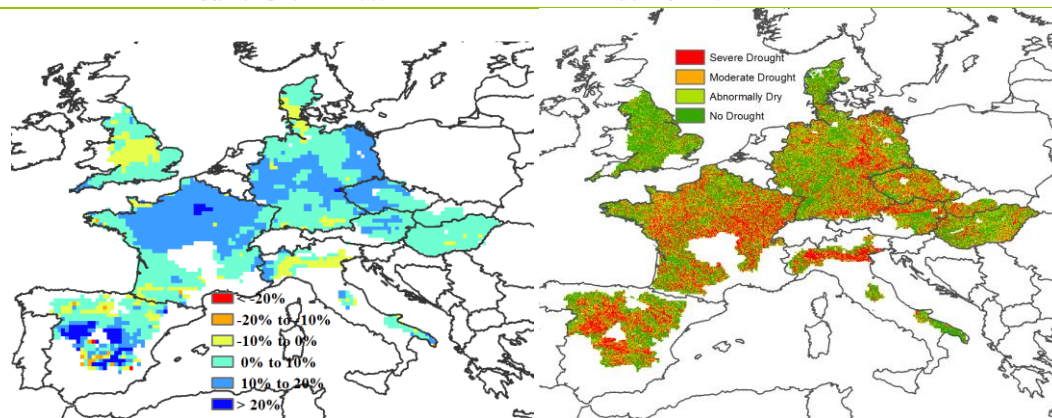 < -20%
-20% to -10%
-10% to 0%
0% to 10%
10% to 20%
> 20%
Severe Drought
Moderate Drought
Abnormally Dry
No Drought